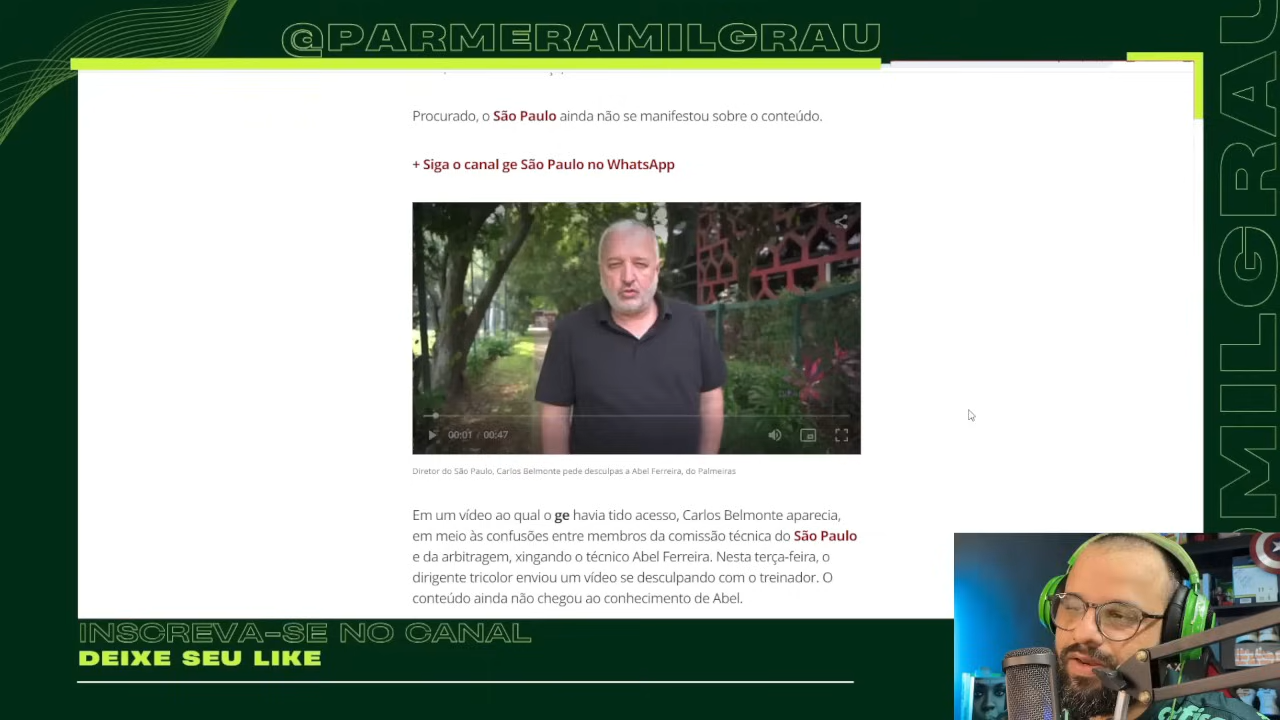 @PARMERAMILGRAU
Procurado, o São Paulo ainda não se manifestou sobre o conteúdo.
+ Siga o canal ge São Paulo no WhatsApp
00:01 / 00:47
Diretor do São Paulo, Carlos Belmonte pede desculpas a Abel Ferreira, do Palmeiras
Em um vídeo ao qual o ge havia tido acesso, Carlos Belmonte aparecia,
em meio às confusões entre membros da comissão técnica do São Paulo
e da arbitragem, xingando o técnico Abel Ferreira. Nesta terça-feira, o
dirigente tricolor enviou um vídeo se desculpando com o treinador. O
conteúdo ainda não chegou ao conhecimento de Abel.
INSCREVA-SE NO CANAL
DEIXE SEU LIKE
OMILGRAU